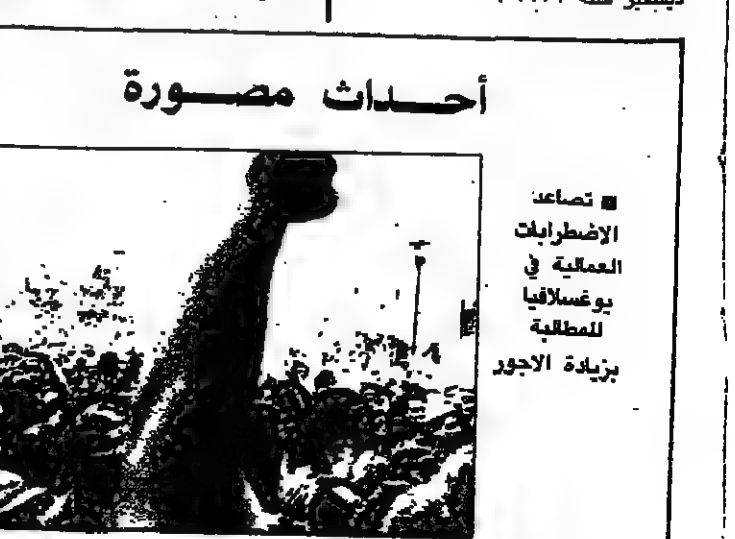 أحداث مصورة
■ تصاعد
الاضطرابات
العمالية في
يوغسلافيا
للمطالبة
بزيادة الاجور